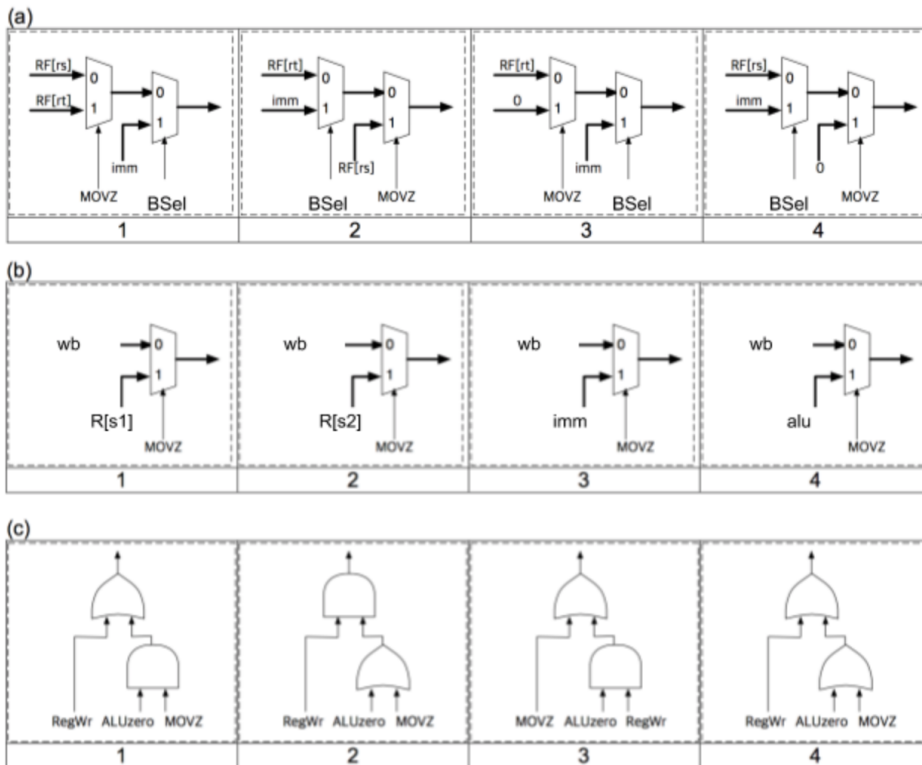 (a)
RF[rs] 0
RF[rt] 1
imm
MOVZ BSel
RF[rt] 0
imm 1
0
1
RF[rs]
BSel MOVZ
RF[rt] 0
0 1
0
1
imm
MOVZ BSel
RF[rs] 0
imm 1
0
1
0
BSel MOVZ
1 2 3 4
(b)
wb 0
1
R[s1]
MOVZ
wb 0
1
R[s2]
MOVZ
wb 0
1
imm
MOVZ
wb 0
1
alu
MOVZ
1 2 3 4
(c)
RegWr ALUzero MOVZ
RegWr ALUzero MOVZ
MOVZ ALUzero RegWr
RegWr ALUzero MOVZ
1 2 3 4